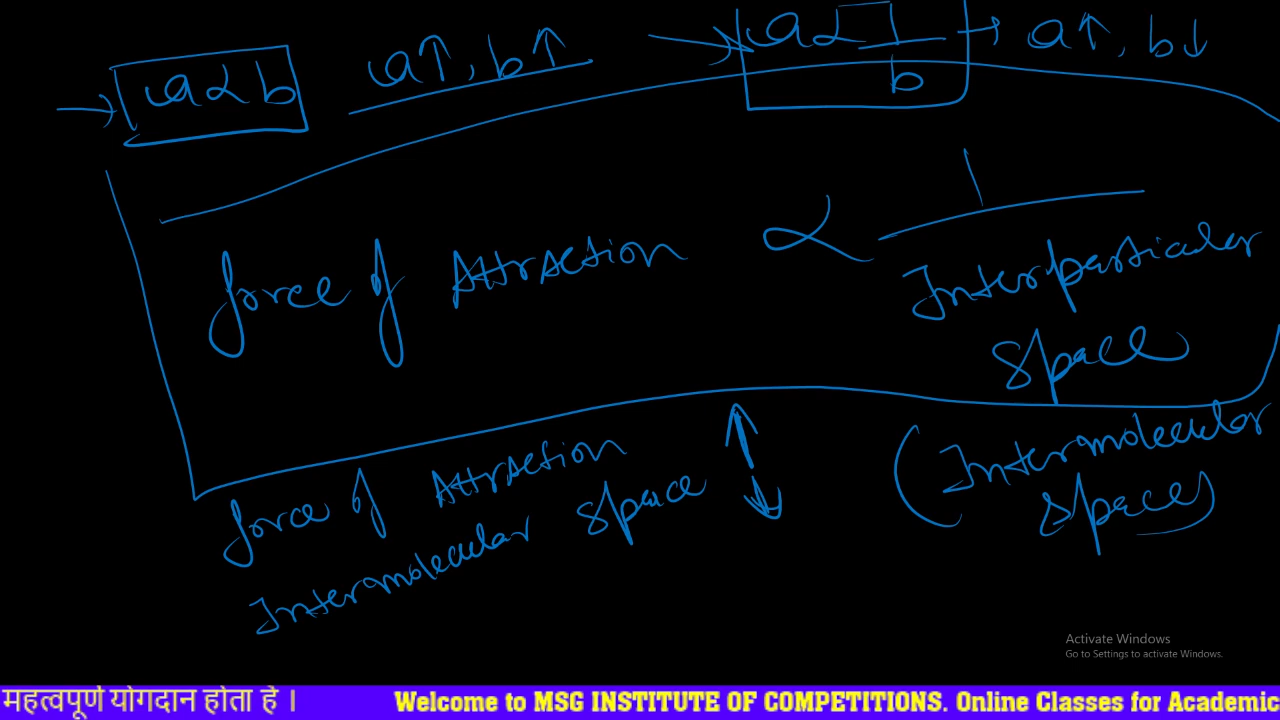 → a α b a↑, b↑ → a α 1/b → a↑, b↓
force of Attraction α 1
Interparticular
Space
(Intermolecular
Space)
force of Attraction ↑
Intermolecular Space ↓
Activate Windows
Go to Settings to activate Windows.
महत्वपूर्ण योगदान होता हे । Welcome to MSG INSTITUTE OF COMPETITIONS. Online Classes for Academic